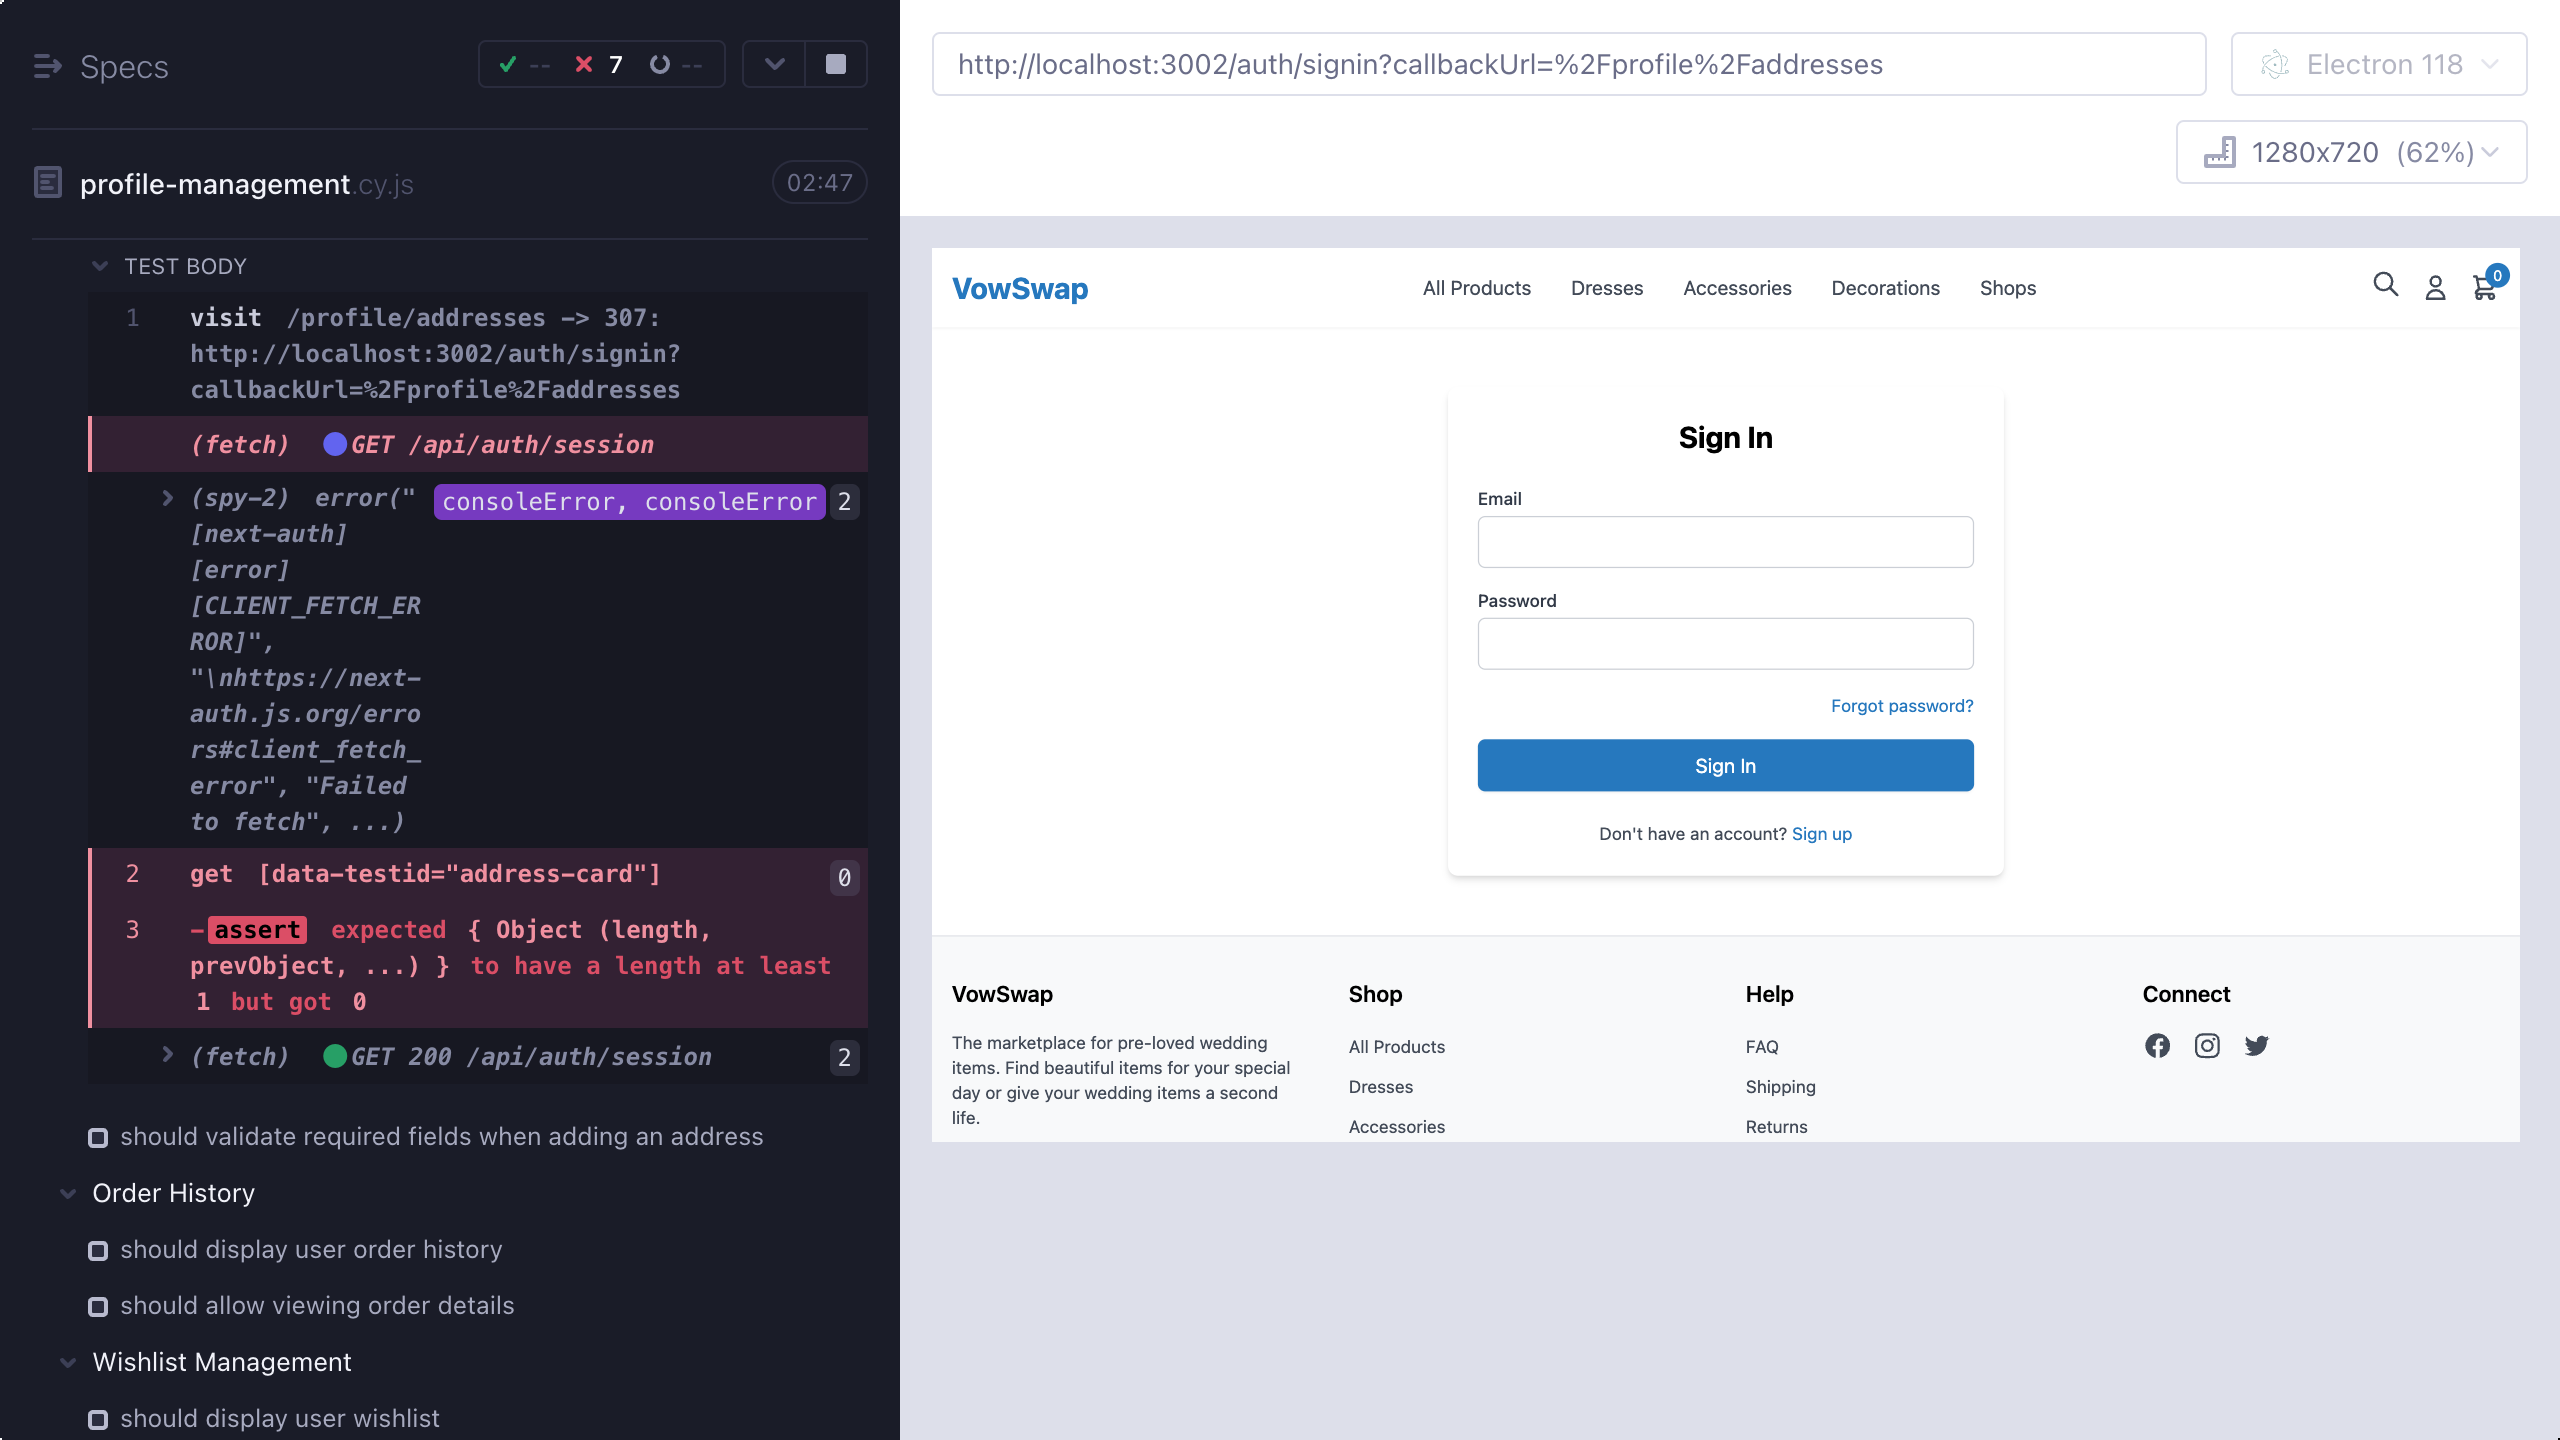 Specs
-- 7 --
profile-management.cy.js
02:47
TEST BODY
1 visit /profile/addresses -> 307:
http://localhost:3002/auth/signin?
callbackUrl=%2Fprofile%2Faddresses
(fetch) GET /api/auth/session
(spy-2) error(" consoleError, consoleError 2
[next-auth]
[error]
[CLIENT_FETCH_ER
ROR]",
"\nhttps://next-
auth.js.org/erro
rs#client_fetch_
error", "Failed
to fetch", ...)
2 get [data-testid="address-card"] 0
3 -assert expected { Object (length,
prevObject, ...) } to have a length at least
1 but got 0
(fetch) GET 200 /api/auth/session 2
should validate required fields when adding an address
Order History
should display user order history
should allow viewing order details
Wishlist Management
should display user wishlist
http://localhost:3002/auth/signin?callbackUrl=%2Fprofile%2Faddresses
Electron 118
1280x720 (62%)
VowSwap
All Products Dresses Accessories Decorations Shops
0
Sign In
Email
Password
Forgot password?
Sign In
Don't have an account? Sign up
VowSwap
The marketplace for pre-loved wedding
items. Find beautiful items for your special
day or give your wedding items a second
life.
Shop
All Products
Dresses
Accessories
Help
FAQ
Shipping
Returns
Connect